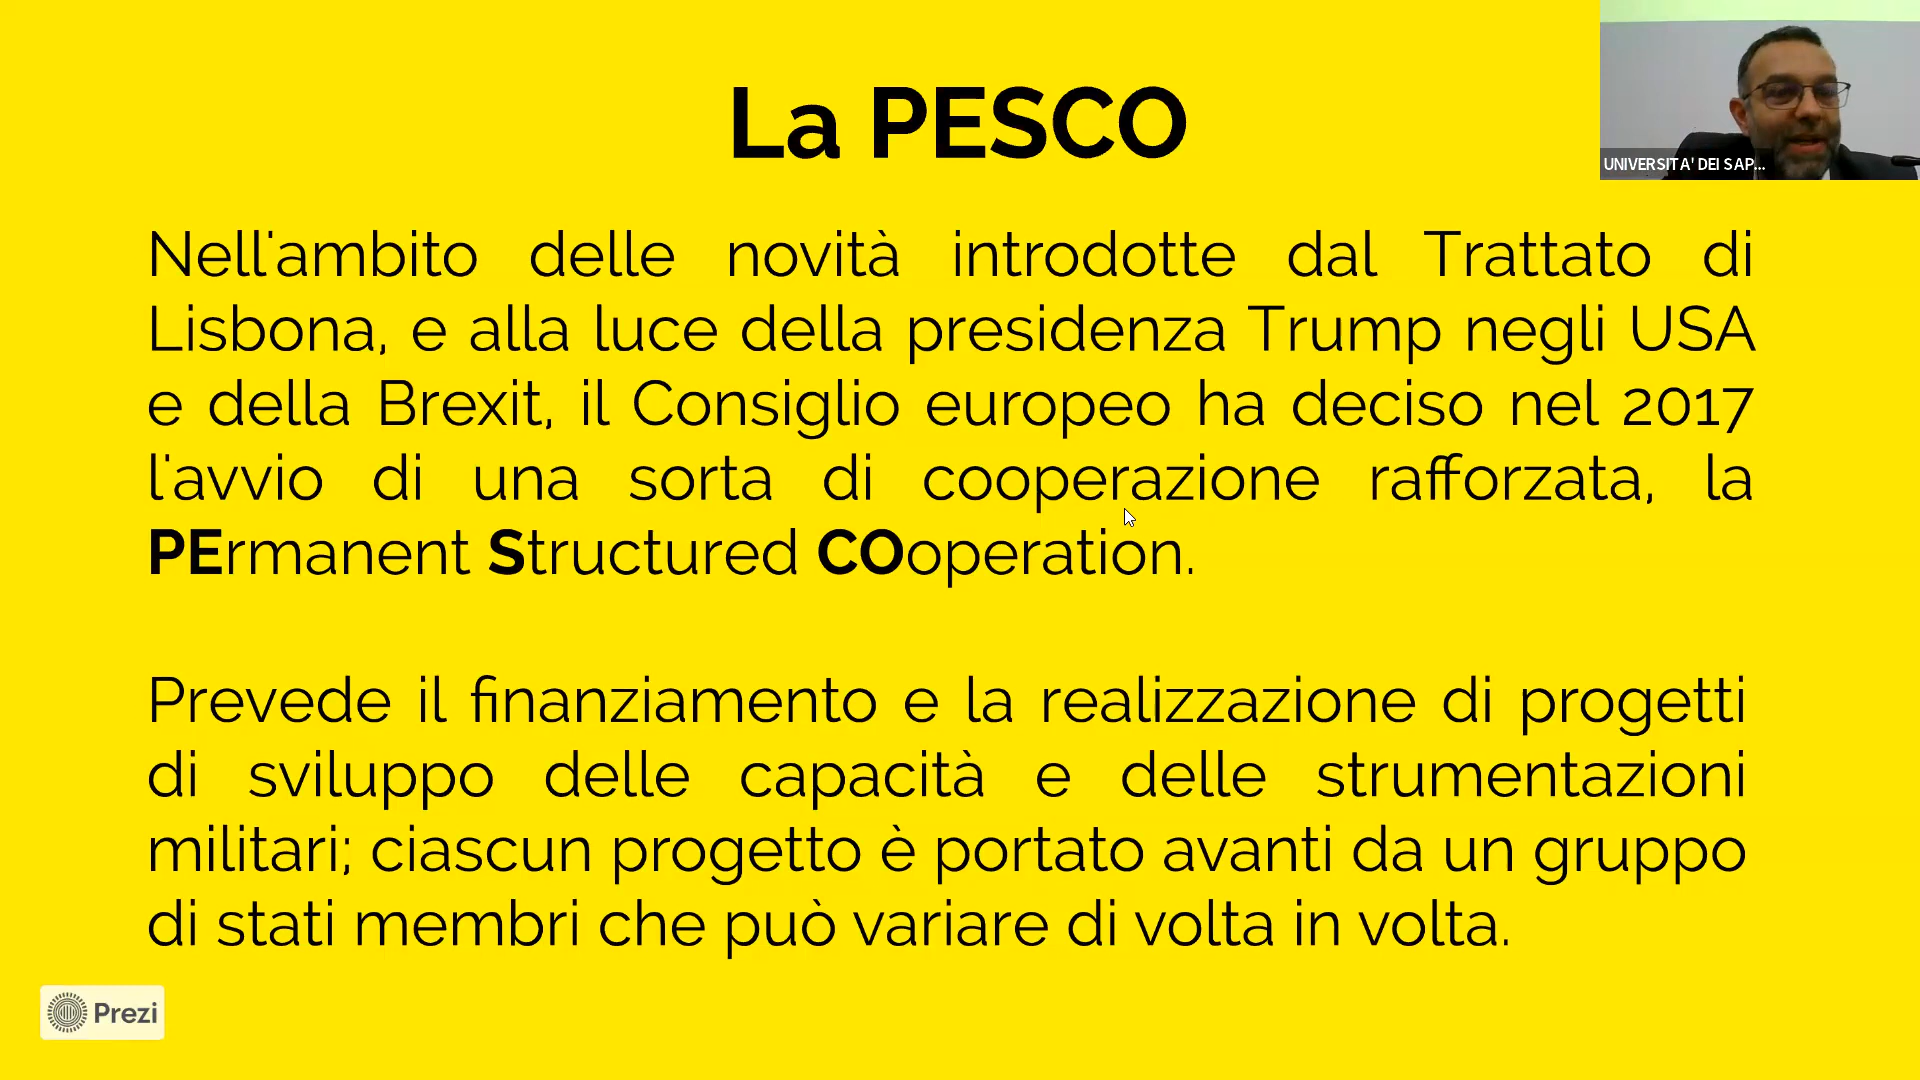 La PESCO
UNIVERSITA' DEI SAP...
Nell'ambito delle novità introdotte dal Trattato di
Lisbona, e alla luce della presidenza Trump negli USA
e della Brexit, il Consiglio europeo ha deciso nel 2017
l'avvio di una sorta di cooperazione rafforzata, la
PErmanent Structured COoperation.
Prevede il finanziamento e la realizzazione di progetti
di sviluppo delle capacità e delle strumentazioni
militari; ciascun progetto è portato avanti da un gruppo
di stati membri che può variare di volta in volta.
Prezi